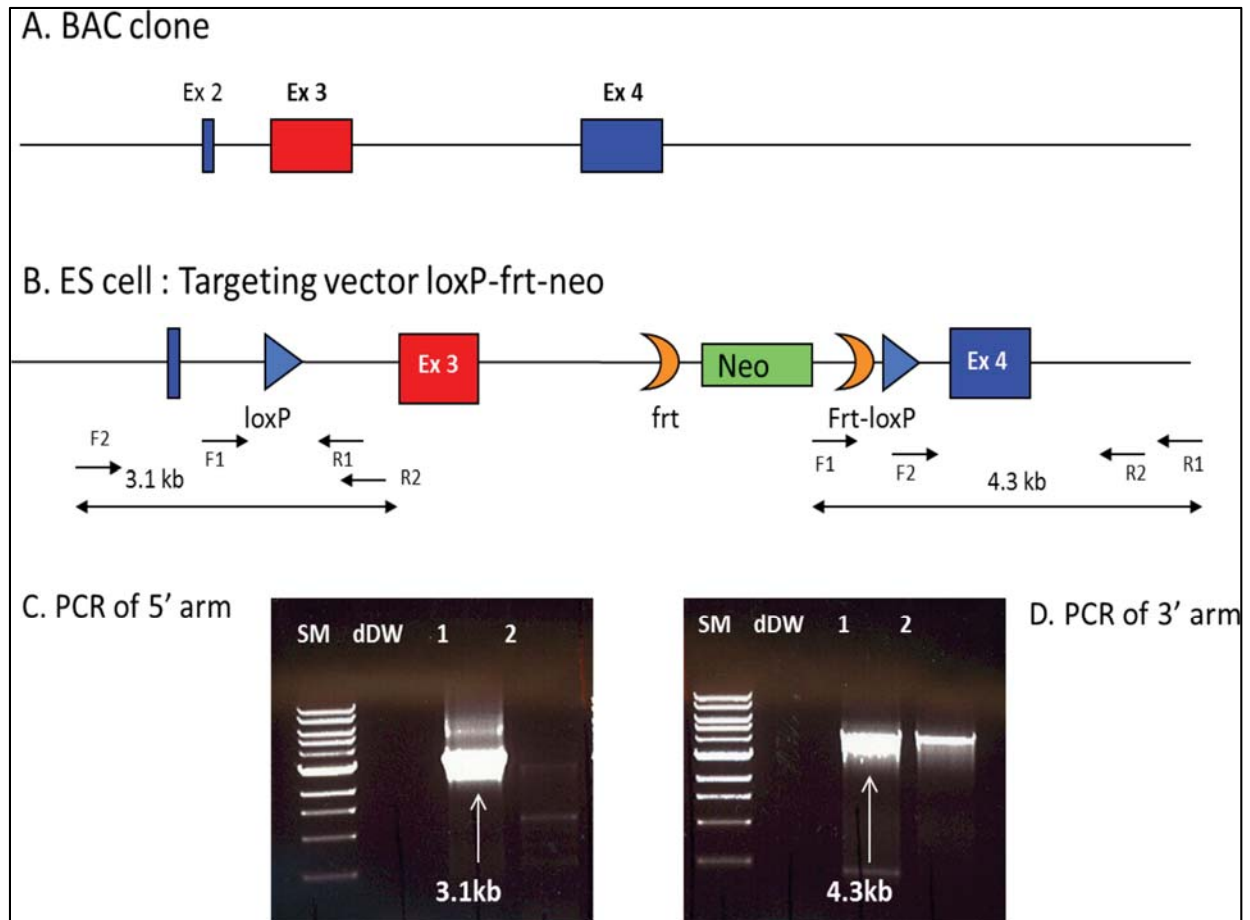 A. BAC clone
Ex 2 Ex 3 Ex 4
B. ES cell : Targeting vector loxP-frt-neo
Ex 3 Neo Ex 4
loxP frt Frt-loxP
F2 F1 R1 R2 F1 F2 R2 R1
3.1 kb 4.3 kb
C. PCR of 5’ arm
SM dDW 1 2
3.1kb
D. PCR of 3’ arm
SM dDW 1 2
4.3kb